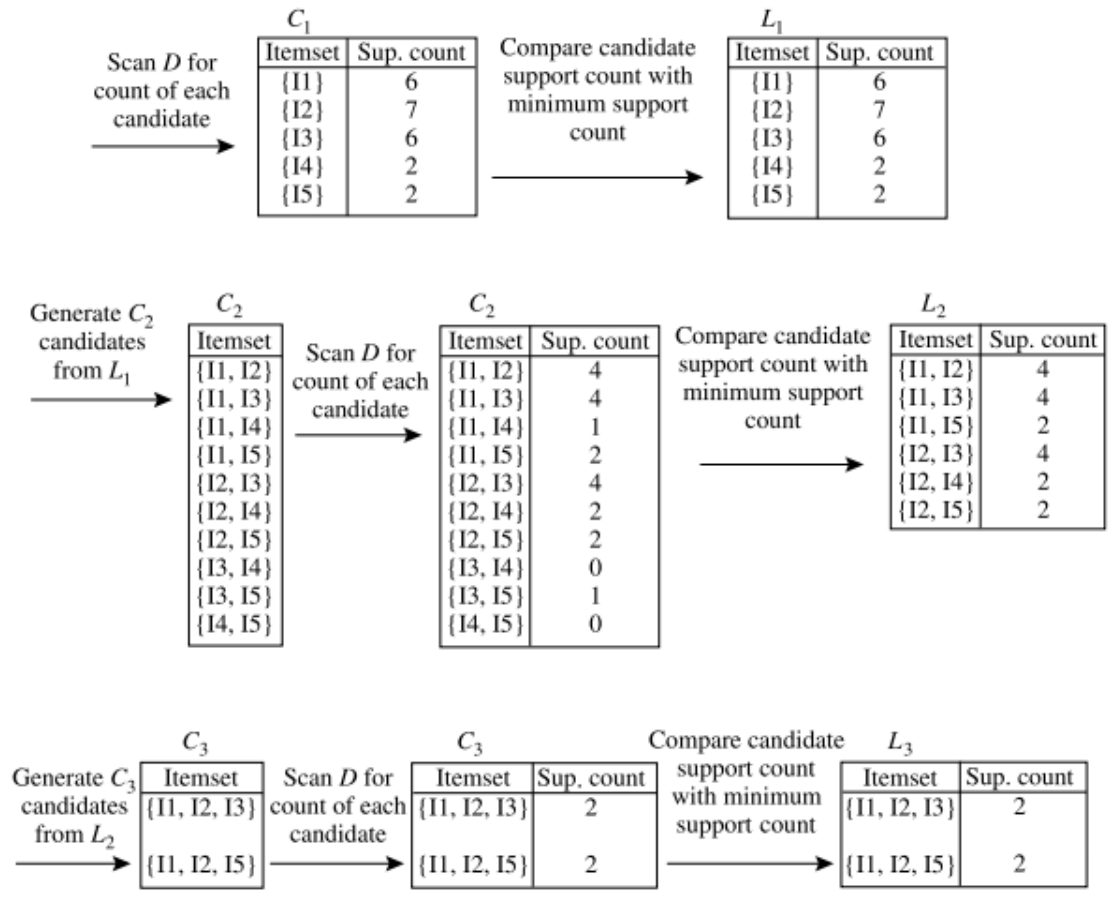 C1
Scan D for
count of each
candidate
Itemset Sup. count
{I1} 6
{I2} 7
{I3} 6
{I4} 2
{I5} 2
Compare candidate
support count with
minimum support
count
L1
Itemset Sup. count
{I1} 6
{I2} 7
{I3} 6
{I4} 2
{I5} 2
Generate C2
candidates
from L1
C2
Itemset
{I1, I2}
{I1, I3}
{I1, I4}
{I1, I5}
{I2, I3}
{I2, I4}
{I2, I5}
{I3, I4}
{I3, I5}
{I4, I5}
Scan D for
count of each
candidate
C2
Itemset Sup. count
{I1, I2} 4
{I1, I3} 4
{I1, I4} 1
{I1, I5} 2
{I2, I3} 4
{I2, I4} 2
{I2, I5} 2
{I3, I4} 0
{I3, I5} 1
{I4, I5} 0
Compare candidate
support count with
minimum support
count
L2
Itemset Sup. count
{I1, I2} 4
{I1, I3} 4
{I1, I5} 2
{I2, I3} 4
{I2, I4} 2
{I2, I5} 2
Generate C3
candidates
from L2
C3
Itemset
{I1, I2, I3}
{I1, I2, I5}
Scan D for
count of each
candidate
C3
Itemset Sup. count
{I1, I2, I3} 2
{I1, I2, I5} 2
Compare candidate
support count
with minimum
support count
L3
Itemset Sup. count
{I1, I2, I3} 2
{I1, I2, I5} 2